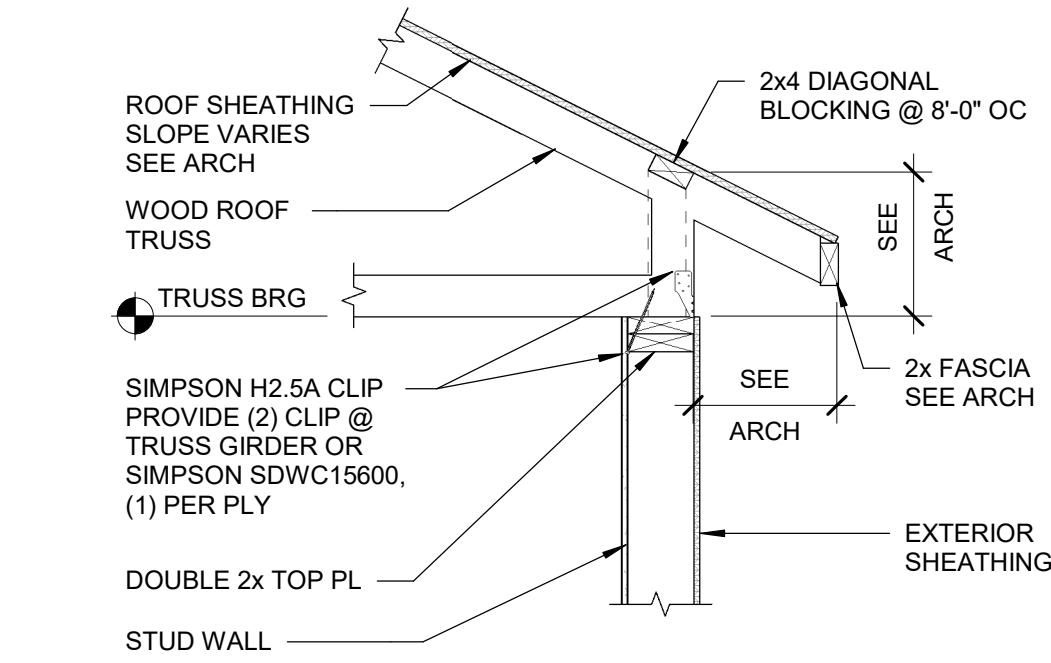 ROOF SHEATHING
SLOPE VARIES
SEE ARCH
WOOD ROOF
TRUSS
TRUSS BRG
SIMPSON H2.5A CLIP
PROVIDE (2) CLIP @
TRUSS GIRDER OR
SIMPSON SDWC15600,
(1) PER PLY
DOUBLE 2x TOP PL
STUD WALL
2x4 DIAGONAL
BLOCKING @ 8'-0" OC
SEE
ARCH
2x FASCIA
SEE ARCH
SEE
ARCH
EXTERIOR
SHEATHING